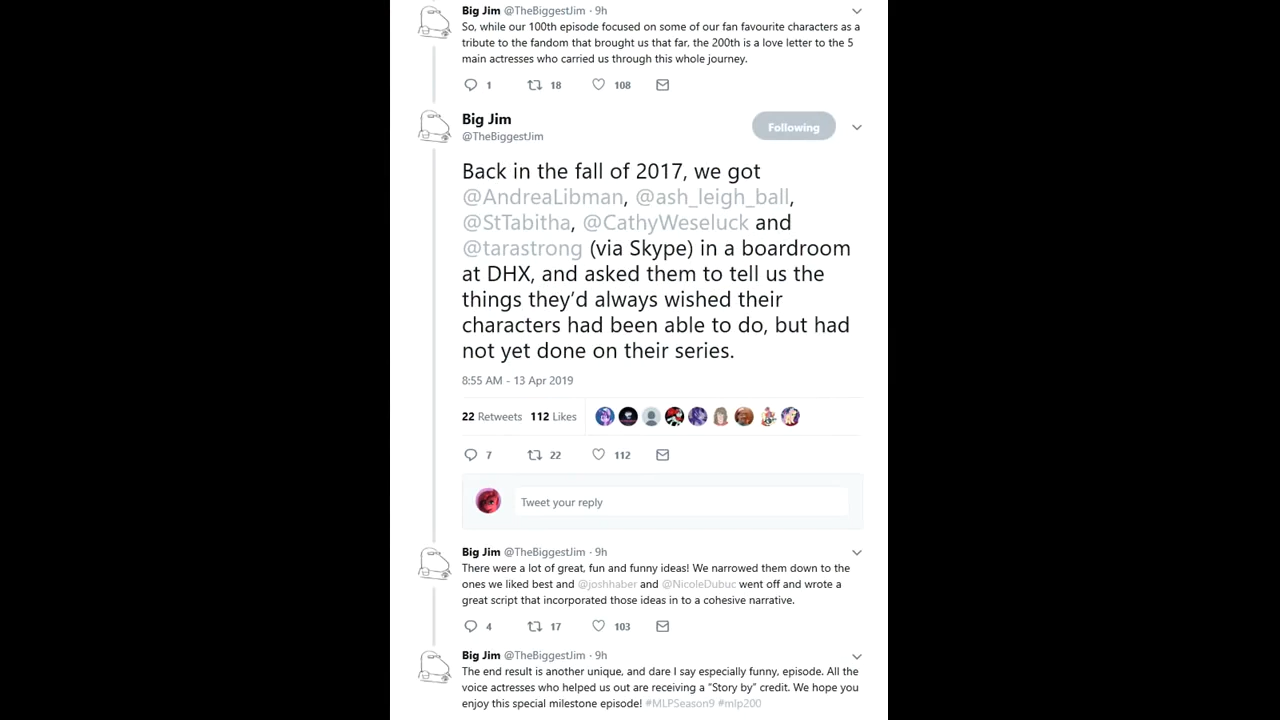 Big Jim @TheBiggestJim · 9h
So, while our 100th episode focused on some of our fan favourite characters as a
tribute to the fandom that brought us that far, the 200th is a love letter to the 5
main actresses who carried us through this whole journey.
1 18 108
Big Jim
@TheBiggestJim
Following
Back in the fall of 2017, we got
@AndreaLibman, @ash_leigh_ball,
@StTabitha, @CathyWeseluck and
@tarastrong (via Skype) in a boardroom
at DHX, and asked them to tell us the
things they’d always wished their
characters had been able to do, but had
not yet done on their series.
8:55 AM - 13 Apr 2019
22 Retweets 112 Likes
7 22 112
Tweet your reply
Big Jim @TheBiggestJim · 9h
There were a lot of great, fun and funny ideas! We narrowed them down to the
ones we liked best and @joshhaber and @NicoleDubuc went off and wrote a
great script that incorporated those ideas in to a cohesive narrative.
4 17 103
Big Jim @TheBiggestJim · 9h
The end result is another unique, and dare I say especially funny, episode. All the
voice actresses who helped us out are receiving a “Story by” credit. We hope you
enjoy this special milestone episode! #MLPSeason9 #mlp200